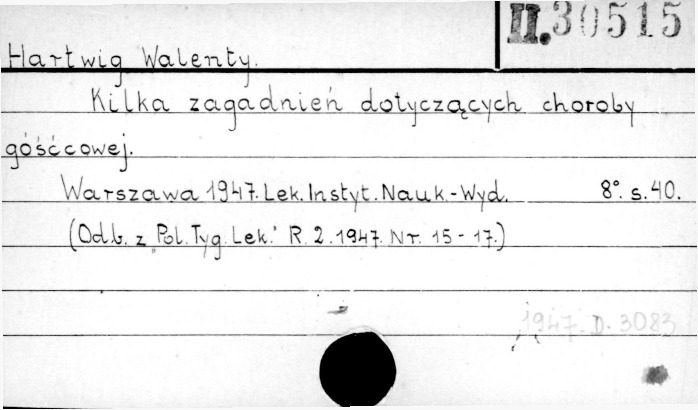 II. 30515
Hartwig Walenty.
Kilka zagadnień dotyczących choroby
gośćcowej.
Warszawa 1947. Lek. Instyt. Nauk.-Wyd. 8° s. 40.
(Odb. z „Pol. Tyg. Lek." R. 2. 1947. Nr. 15-17.)
1947. D. 3083